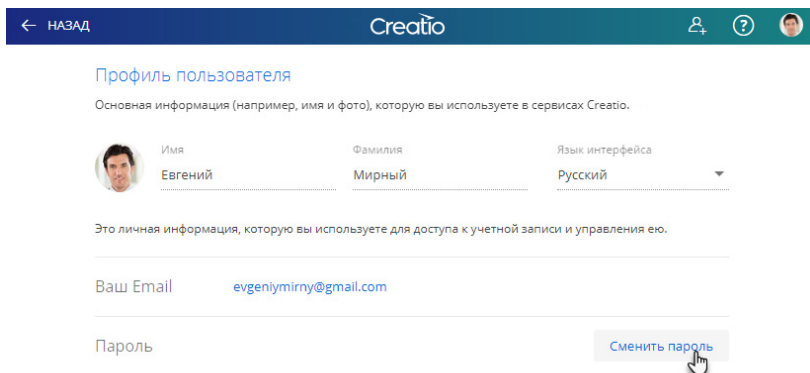 ← НАЗАД Creatio ?
Профиль пользователя
Основная информация (например, имя и фото), которую вы используете в сервисах Creatio.
Имя Фамилия Язык интерфейса
Евгений Мирный Русский
Это личная информация, которую вы используете для доступа к учетной записи и управления ею.
Ваш Email evgeniymirny@gmail.com
Пароль Сменить пароль